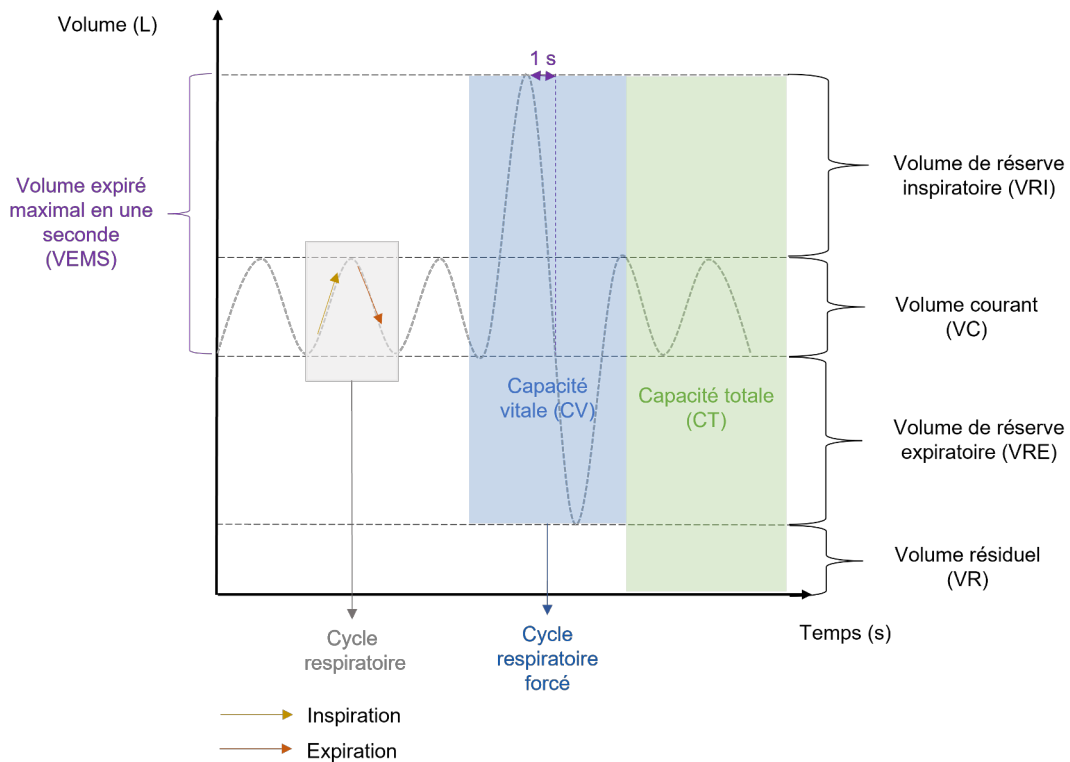 Volume (L)
1 s
Volume expiré
maximal en une
seconde
(VEMS)
Volume de réserve
inspiratoire (VRI)
Volume courant
(VC)
Capacité
vitale (CV)
Capacité totale
(CT)
Volume de réserve
expiratoire (VRE)
Volume résiduel
(VR)
Temps (s)
Cycle
respiratoire
Cycle
respiratoire
forcé
Inspiration
Expiration